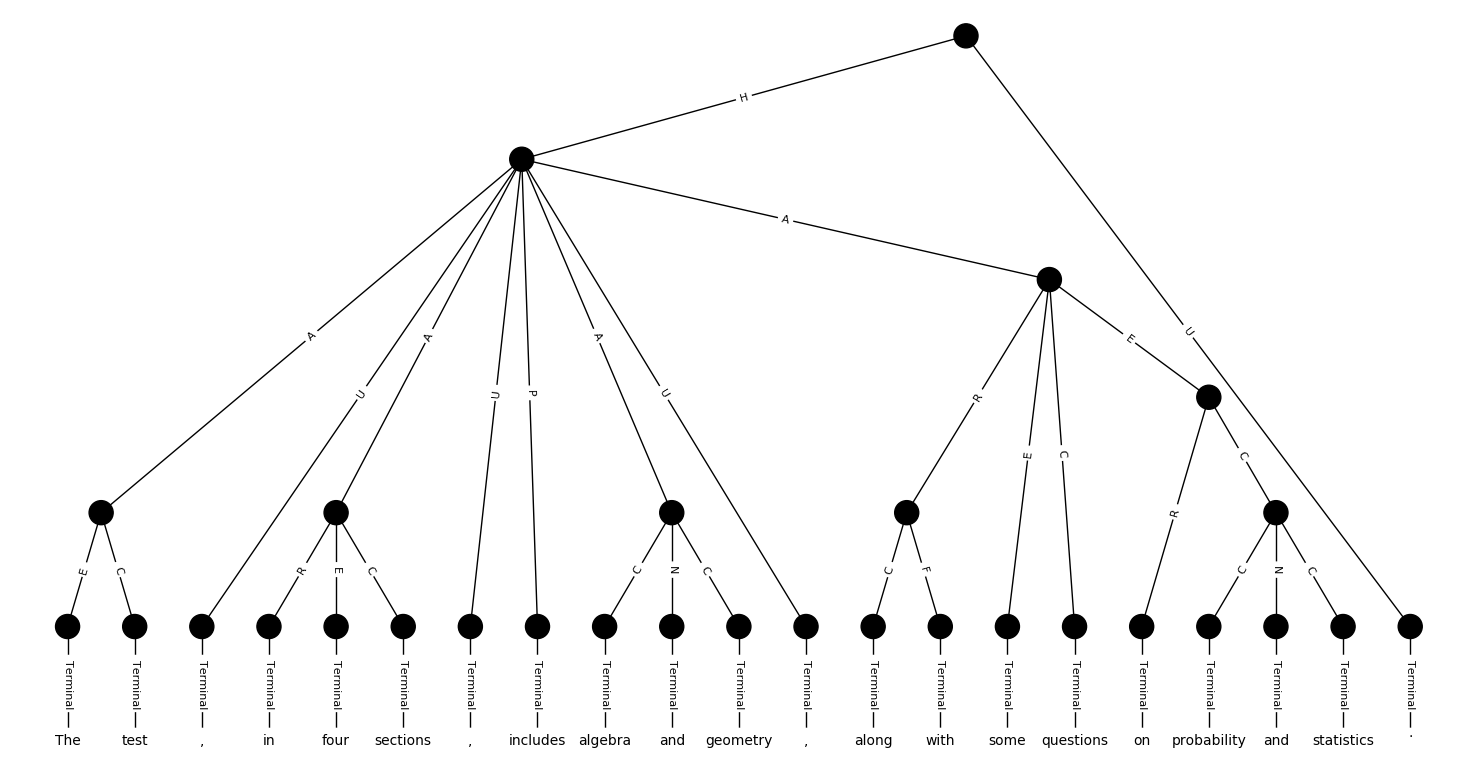 H
A
A
U
A
A
E
U
U
P
U
R
E
C
C
E
R
E
C
R
E
C
C
N
C
C
F
C
N
C
Terminal Terminal Terminal Terminal Terminal Terminal Terminal Terminal Terminal Terminal Terminal Terminal Terminal Terminal Terminal Terminal Terminal Terminal Terminal Terminal Terminal
The test , in four sections , includes algebra and geometry , along with some questions on probability and statistics .